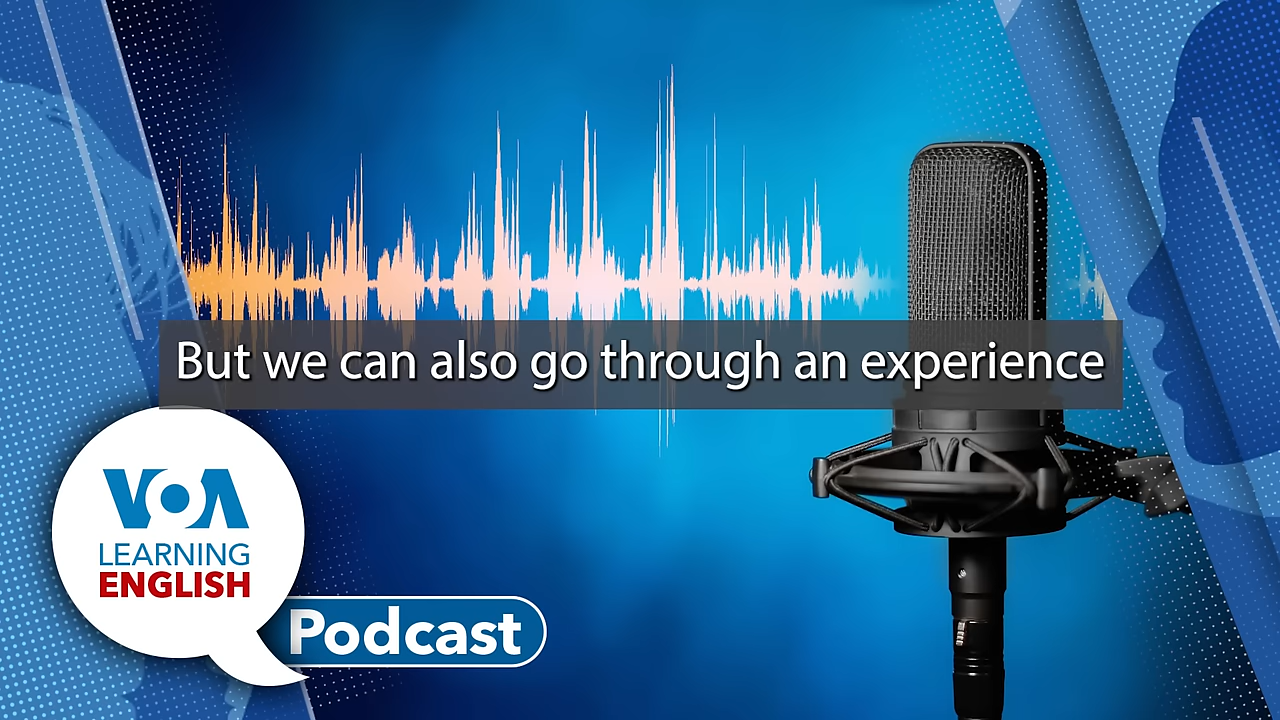 But we can also go through an experience
VOA
LEARNING
ENGLISH
Podcast